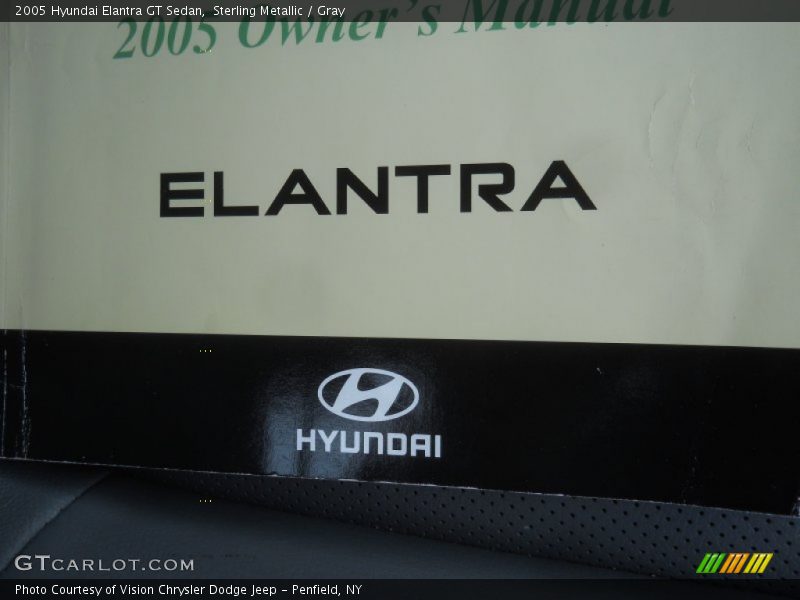 2005 Hyundai Elantra GT Sedan, Sterling Metallic / Gray
2005 Owner's Manual
ELANTRA
HYUNDAI
GTCARLOT.COM
Photo Courtesy of Vision Chrysler Dodge Jeep - Penfield, NY